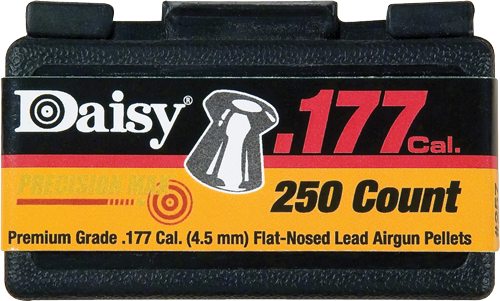 Daisy®
.177 Cal.
PRECISION MAX
250 Count
Premium Grade .177 Cal. (4.5 mm) Flat-Nosed Lead Airgun Pellets